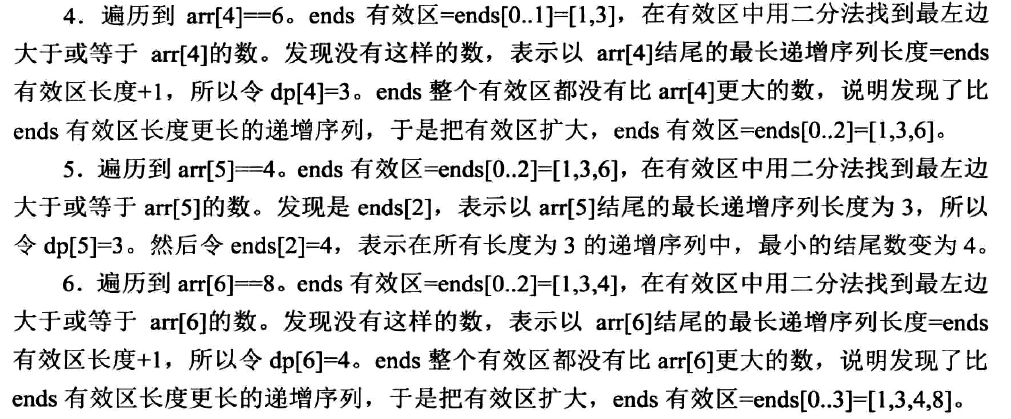 4．遍历到 arr[4]==6。ends 有效区=ends[0..1]=[1,3]，在有效区中用二分法找到最左边
大于或等于 arr[4]的数。发现没有这样的数，表示以 arr[4]结尾的最长递增序列长度=ends
有效区长度+1，所以令 dp[4]=3。ends 整个有效区都没有比 arr[4]更大的数，说明发现了比
ends 有效区长度更长的递增序列，于是把有效区扩大，ends 有效区=ends[0..2]=[1,3,6]。
5．遍历到 arr[5]==4。ends 有效区=ends[0..2]=[1,3,6]，在有效区中用二分法找到最左边
大于或等于 arr[5]的数。发现是 ends[2]，表示以 arr[5]结尾的最长递增序列长度为 3，所以
令 dp[5]=3。然后令 ends[2]=4，表示在所有长度为 3 的递增序列中，最小的结尾数变为 4。
6．遍历到 arr[6]==8。ends 有效区=ends[0..2]=[1,3,4]，在有效区中用二分法找到最左边
大于或等于 arr[6]的数。发现没有这样的数，表示以 arr[6]结尾的最长递增序列长度=ends
有效区长度+1，所以令 dp[6]=4。ends 整个有效区都没有比 arr[6]更大的数，说明发现了比
ends 有效区长度更长的递增序列，于是把有效区扩大，ends 有效区=ends[0..3]=[1,3,4,8]。